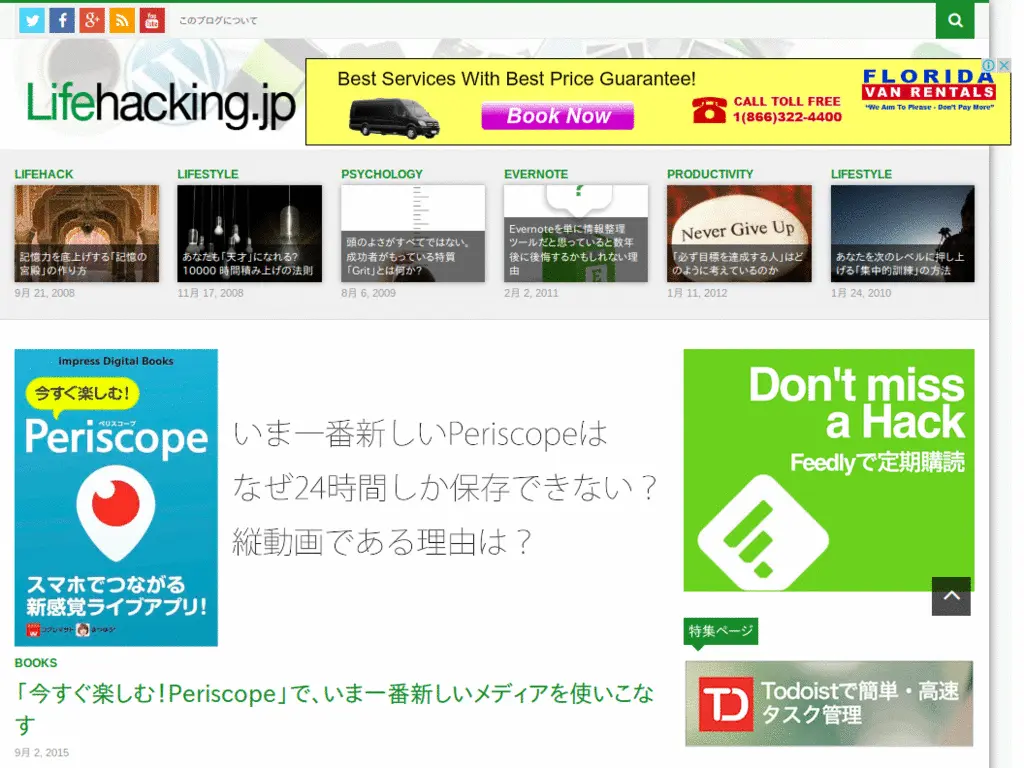 このブログについて
Lifehacking.jp
Best Services With Best Price Guarantee!
Book Now
CALL TOLL FREE
1(866)322-4400
FLORIDA
VAN RENTALS
"We Aim To Please - Don't Pay More"
LIFEHACK
記憶力を底上げする「記憶の
宮殿」の作り方
9月 21, 2008
LIFESTYLE
あなたも「天才」になれる?
10000 時間積み上げの法則
11月 17, 2008
PSYCHOLOGY
頭のよさがすべてではない。
成功者がもっている特質
「Grit」とは何か?
8月 6, 2009
EVERNOTE
?
Evernoteを単に情報整理
ツールだと思っていると数年
後に後悔するかもしれない理
由
2月 2, 2011
PRODUCTIVITY
Never Give Up
「必ず目標を達成する人」はど
のように考えているのか
1月 11, 2012
LIFESTYLE
あなたを次のレベルに押し上
げる「集中的訓練」の方法
1月 24, 2010
impress Digital Books
今すぐ楽しむ!
ペリスコープ
Periscope
スマホでつながる
新感覚ライブアプリ!
いま一番新しいPeriscopeは
なぜ24時間しか保存できない？
縦動画である理由は？
BOOKS
「今すぐ楽しむ！Periscope」で、いま一番新しいメディアを使いこな
す
9月 2, 2015
Don't miss
a Hack
Feedlyで定期購読
特集ページ
Todoistで簡単・高速
タスク管理